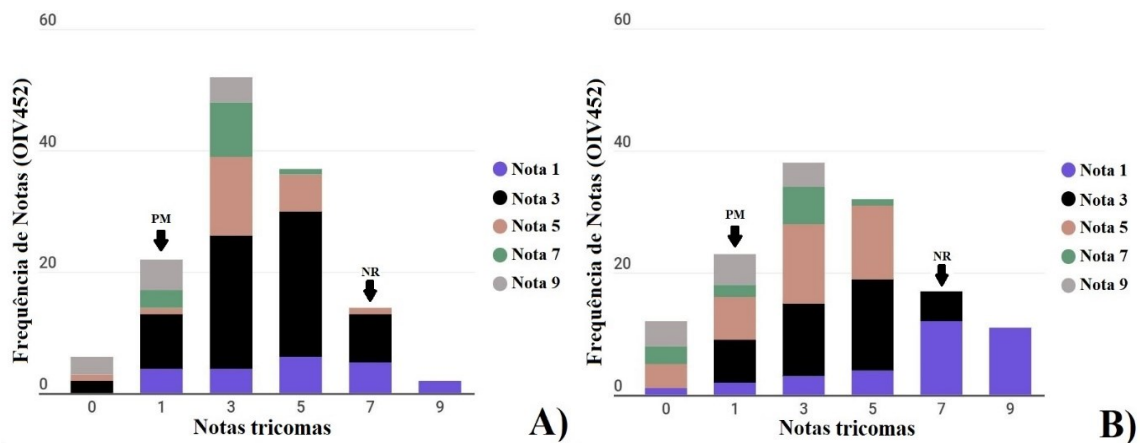 60
40
20
0
Frequência de Notas (OIV452)
PM
NR
0 1 3 5 7 9
Notas tricomas
A)
Nota 1
Nota 3
Nota 5
Nota 7
Nota 9
60
40
20
0
Frequência de Notas (OIV452)
PM
NR
0 1 3 5 7 9
Notas tricomas
B)
Nota 1
Nota 3
Nota 5
Nota 7
Nota 9